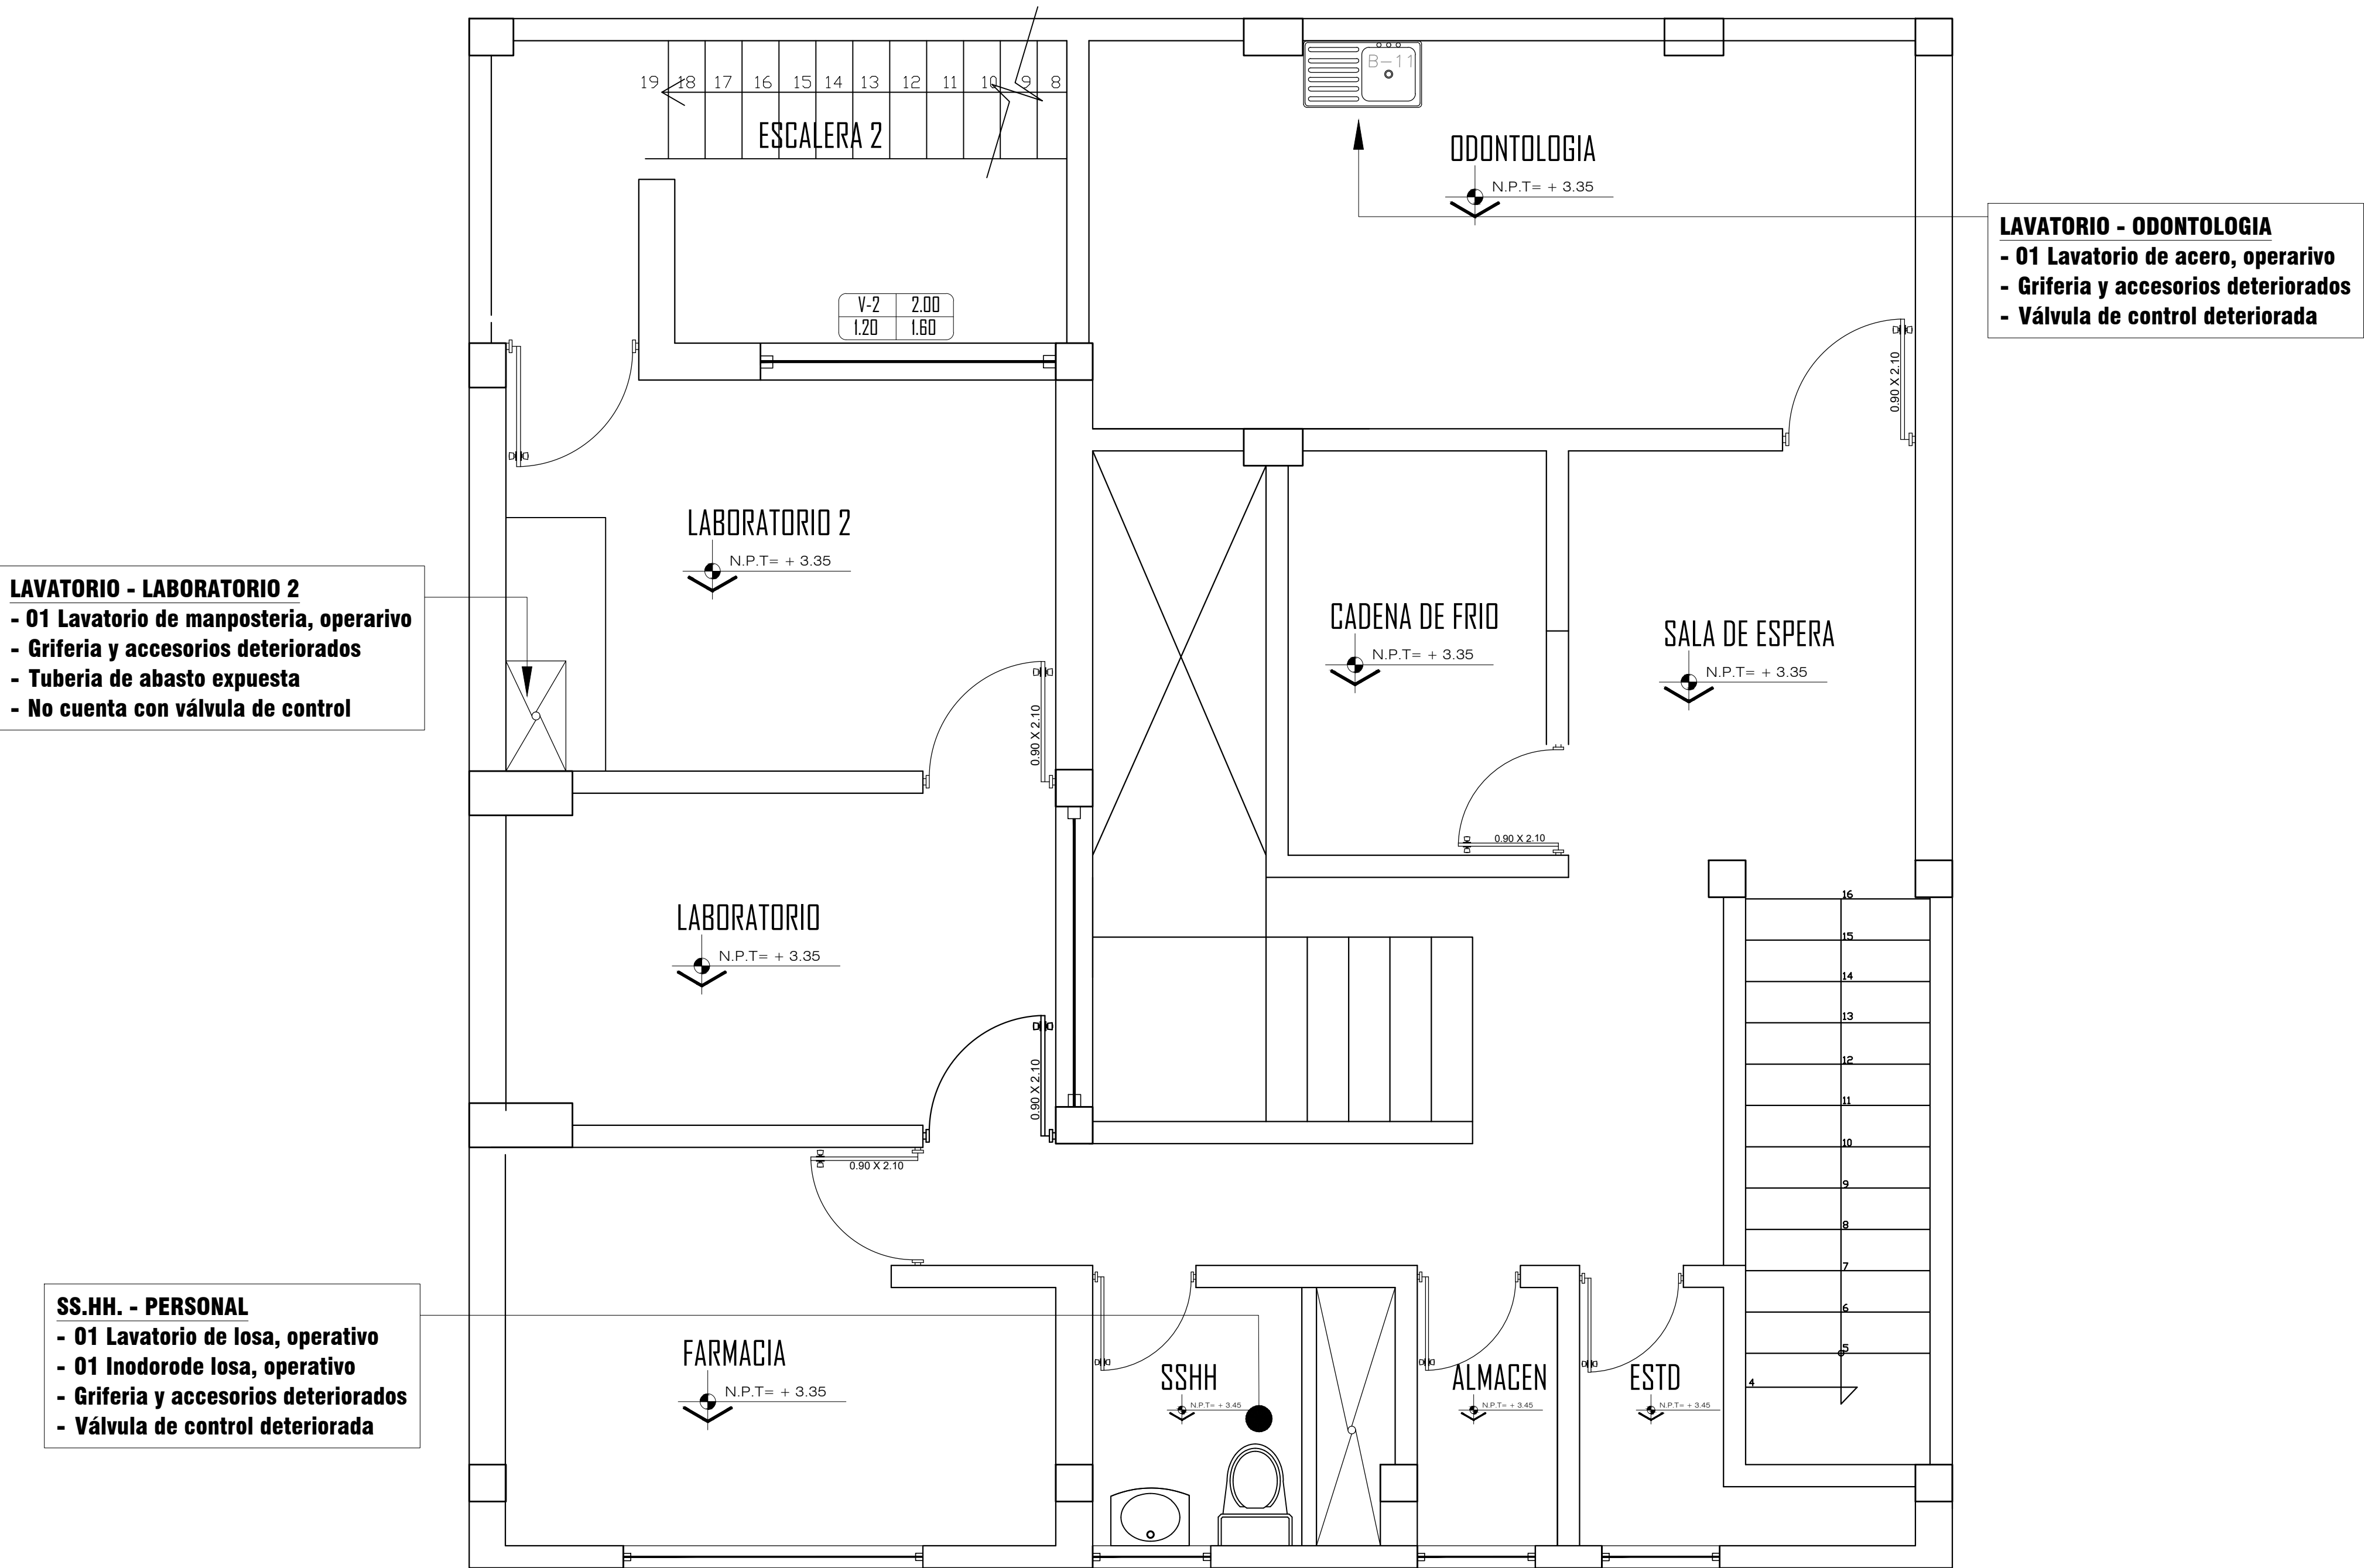 19 18 17 16 15 14 13 12 11 10 9 8
ESCALERA 2
B-11
ODONTOLOGIA
N.P.T= + 3.35
LAVATORIO - ODONTOLOGIA
- 01 Lavatorio de acero, operarivo
- Griferia y accesorios deteriorados
- Válvula de control deteriorada
V-2 2.00
1.20 1.60
0.90 X 2.10
LABORATORIO 2
N.P.T= + 3.35
LAVATORIO - LABORATORIO 2
- 01 Lavatorio de manposteria, operarivo
- Griferia y accesorios deteriorados
- Tuberia de abasto expuesta
- No cuenta con válvula de control
CADENA DE FRIO
N.P.T= + 3.35
SALA DE ESPERA
N.P.T= + 3.35
0.90 X 2.10
0.90 X 2.10
LABORATORIO
N.P.T= + 3.35
16
15
14
13
12
11
10
9
8
7
6
5
4
0.90 X 2.10
0.90 X 2.10
SS.HH. - PERSONAL
- 01 Lavatorio de losa, operativo
- 01 Inodorode losa, operativo
- Griferia y accesorios deteriorados
- Válvula de control deteriorada
FARMACIA
N.P.T= + 3.35
SSHH
N.P.T= + 3.45
ALMACEN
N.P.T= + 3.45
ESTD
N.P.T= + 3.45